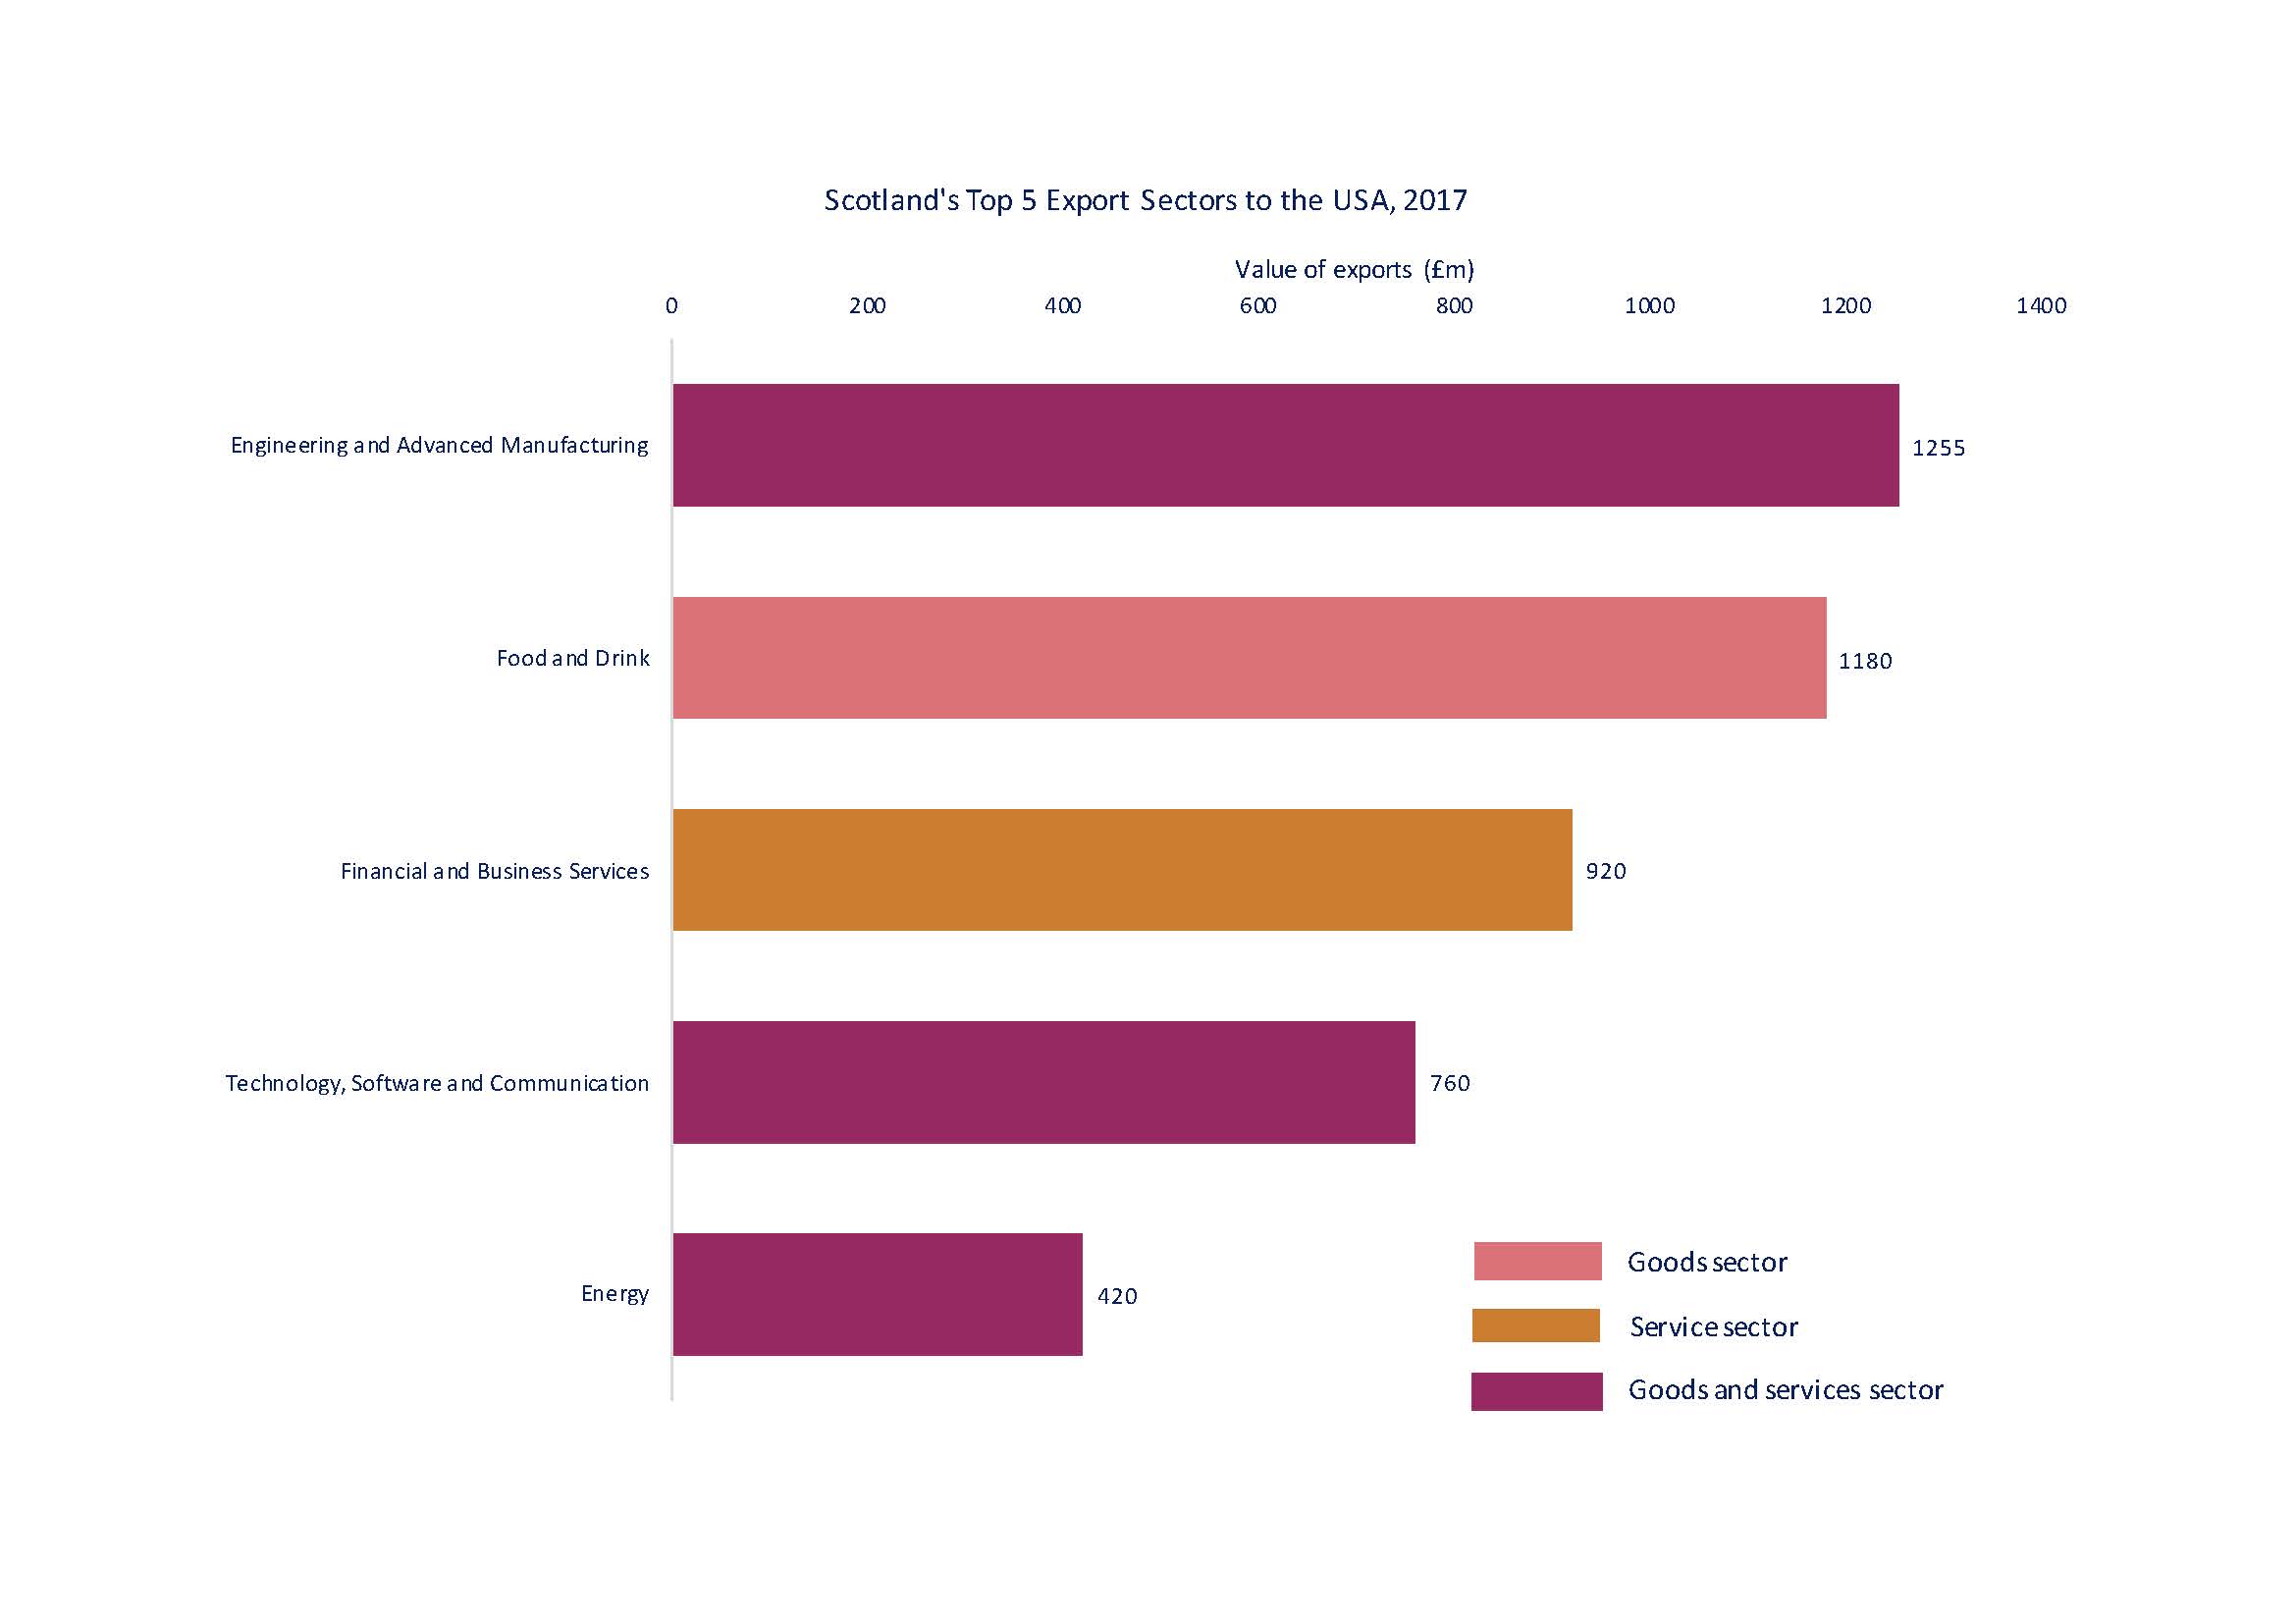 Scotland's Top 5 Export Sectors to the USA, 2017
Value of exports (£m)
0 200 400 600 800 1000 1200 1400
Engineering and Advanced Manufacturing 1255
Food and Drink 1180
Financial and Business Services 920
Technology, Software and Communication 760
Energy 420
Goods sector
Service sector
Goods and services sector